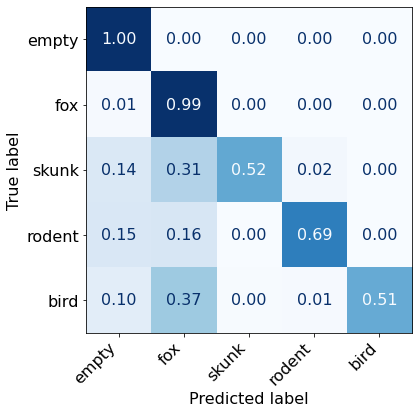 True label
empty 1.00 0.00 0.00 0.00 0.00
fox 0.01 0.99 0.00 0.00 0.00
skunk 0.14 0.31 0.52 0.02 0.00
rodent 0.15 0.16 0.00 0.69 0.00
bird 0.10 0.37 0.00 0.01 0.51
empty fox skunk rodent bird
Predicted label